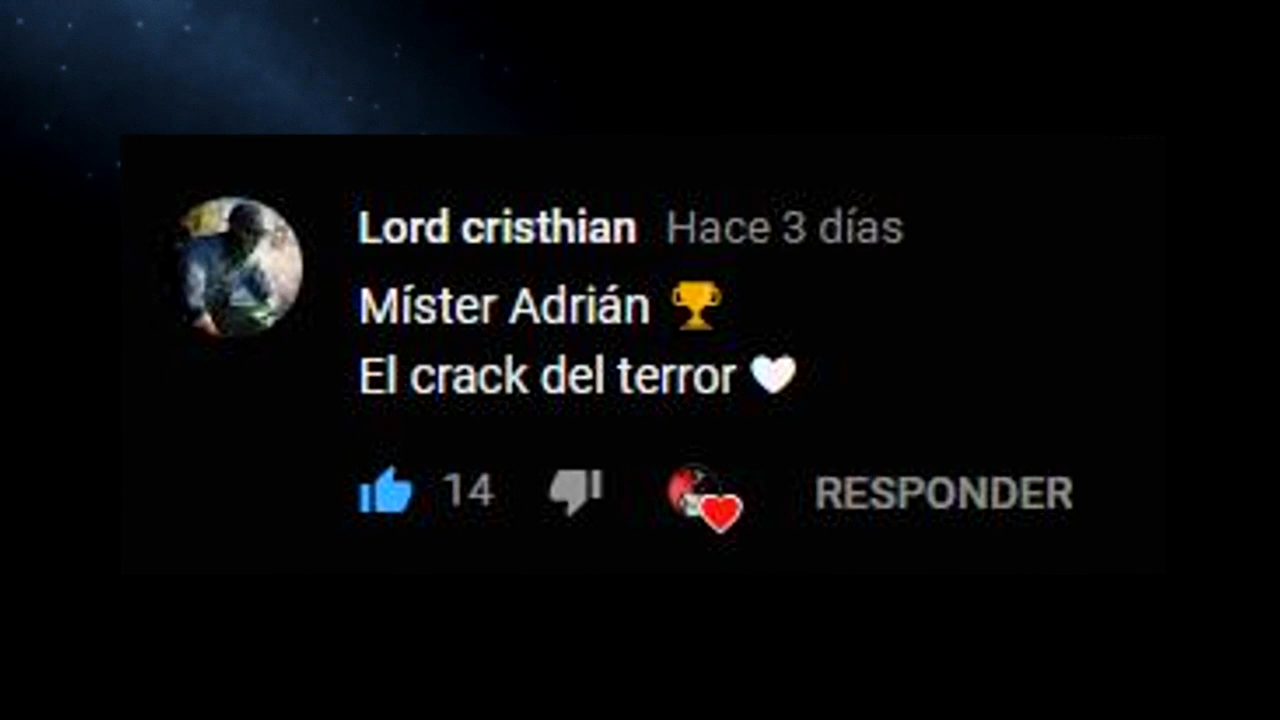 Lord cristhian Hace 3 días
Míster Adrián 🏆
El crack del terror 🤍
14 RESPONDER